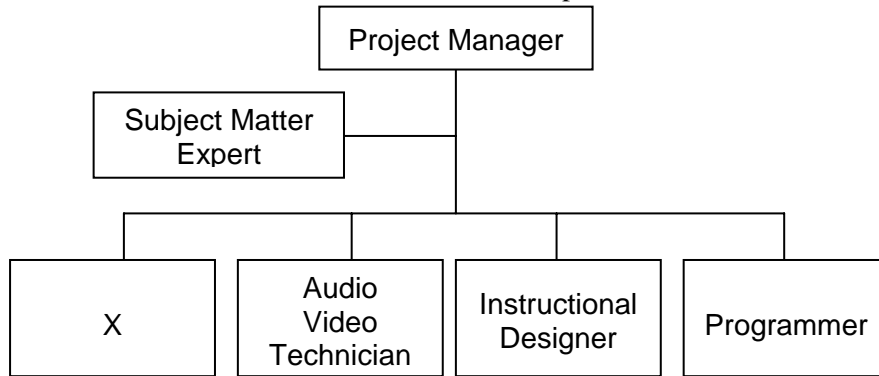 Project Manager
Subject Matter
Expert
X
Audio
Video
Technician
Instructional
Designer
Programmer